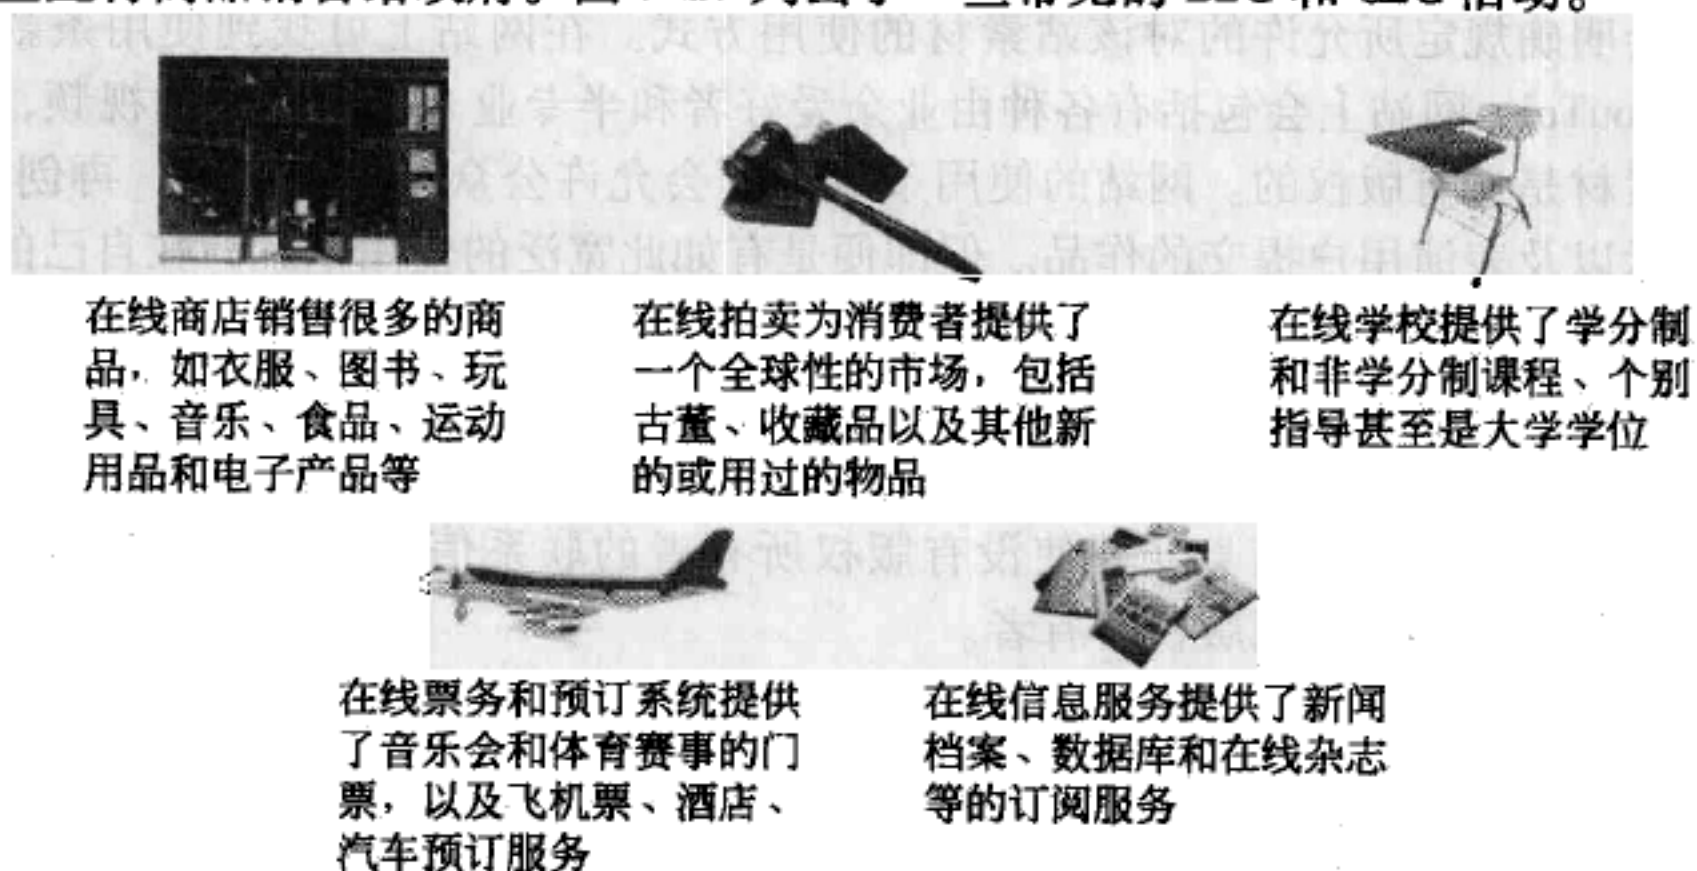 在线商店销售很多的商
品，如衣服、图书、玩
具、音乐、食品、运动
用品和电子产品等
在线拍卖为消费者提供了
一个全球性的市场，包括
古董、收藏品以及其他新
的或用过的物品
在线学校提供了学分制
和非学分制课程、个别
指导甚至是大学学位
在线票务和预订系统提供
了音乐会和体育赛事的门
票，以及飞机票、酒店、
汽车预订服务
在线信息服务提供了新闻
档案、数据库和在线杂志
等的订阅服务